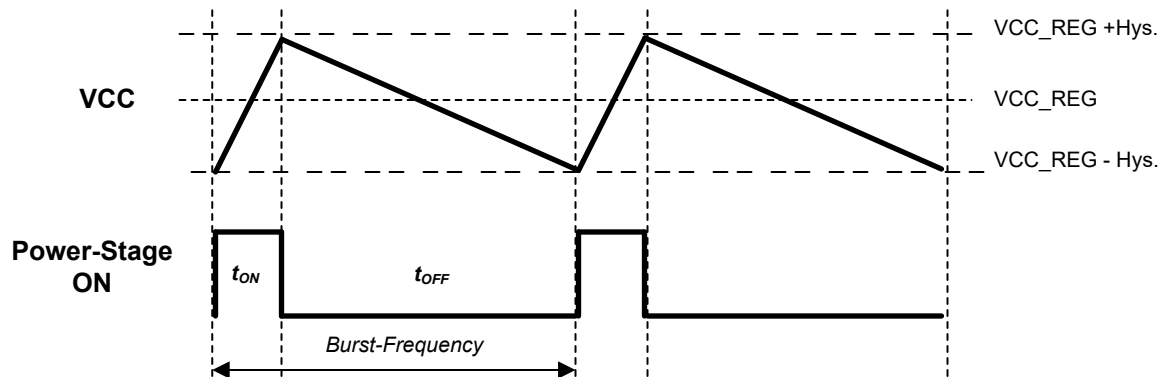 VCC_REG +Hys.
VCC
VCC_REG
VCC_REG - Hys.
Power-Stage
ON
tON
tOFF
Burst-Frequency